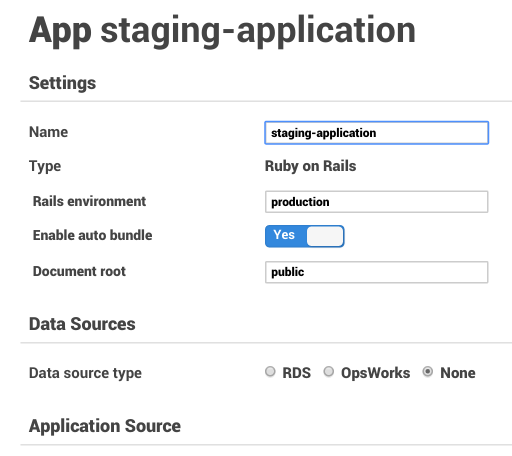 App staging-application
Settings
Name staging-application
Type Ruby on Rails
Rails environment production
Enable auto bundle Yes
Document root public
Data Sources
Data source type RDS OpsWorks None
Application Source